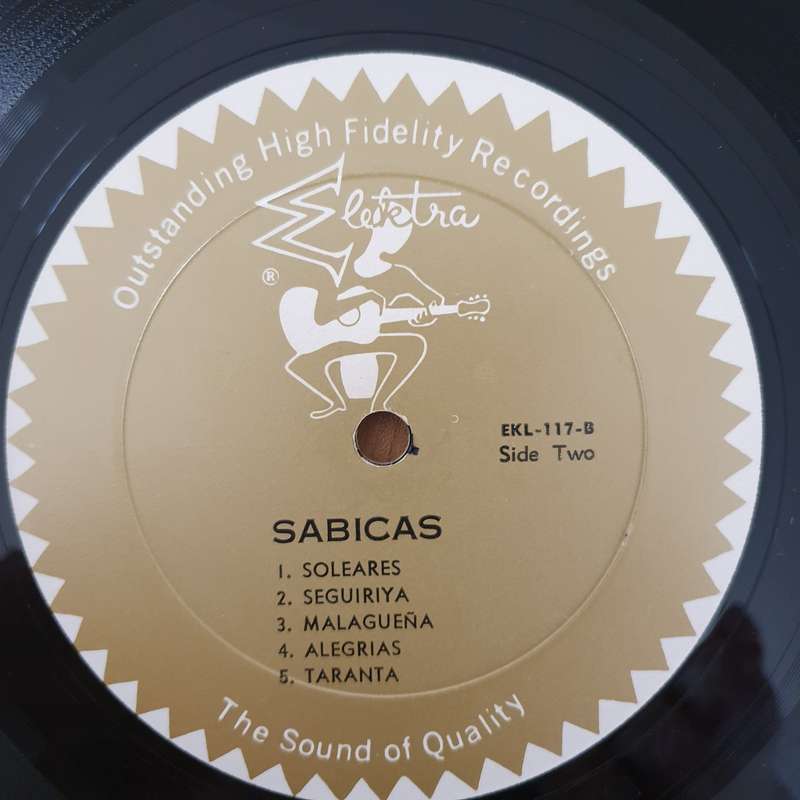 Outstanding High Fidelity Recordings
Elektra
®
EKL-117-B
Side Two
SABICAS
1. SOLEARES
2. SEGUIRIYA
3. MALAGUEÑA
4. ALEGRIAS
5. TARANTA
The Sound of Quality